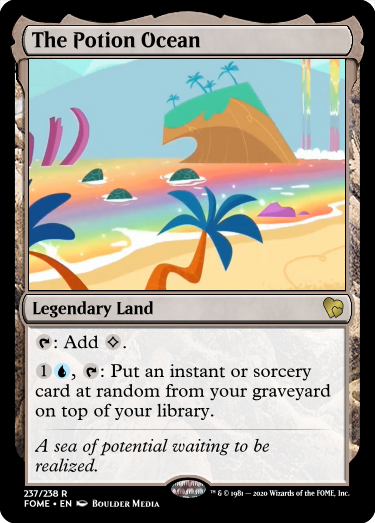 The Potion Ocean
Legendary Land
: Add .
1 , : Put an instant or sorcery
card at random from your graveyard
on top of your library.
A sea of potential waiting to be
realized.
237/238 R
FOME • EN Boulder Media
™ & © 1981 — 2020 Wizards of the FOME, Inc.